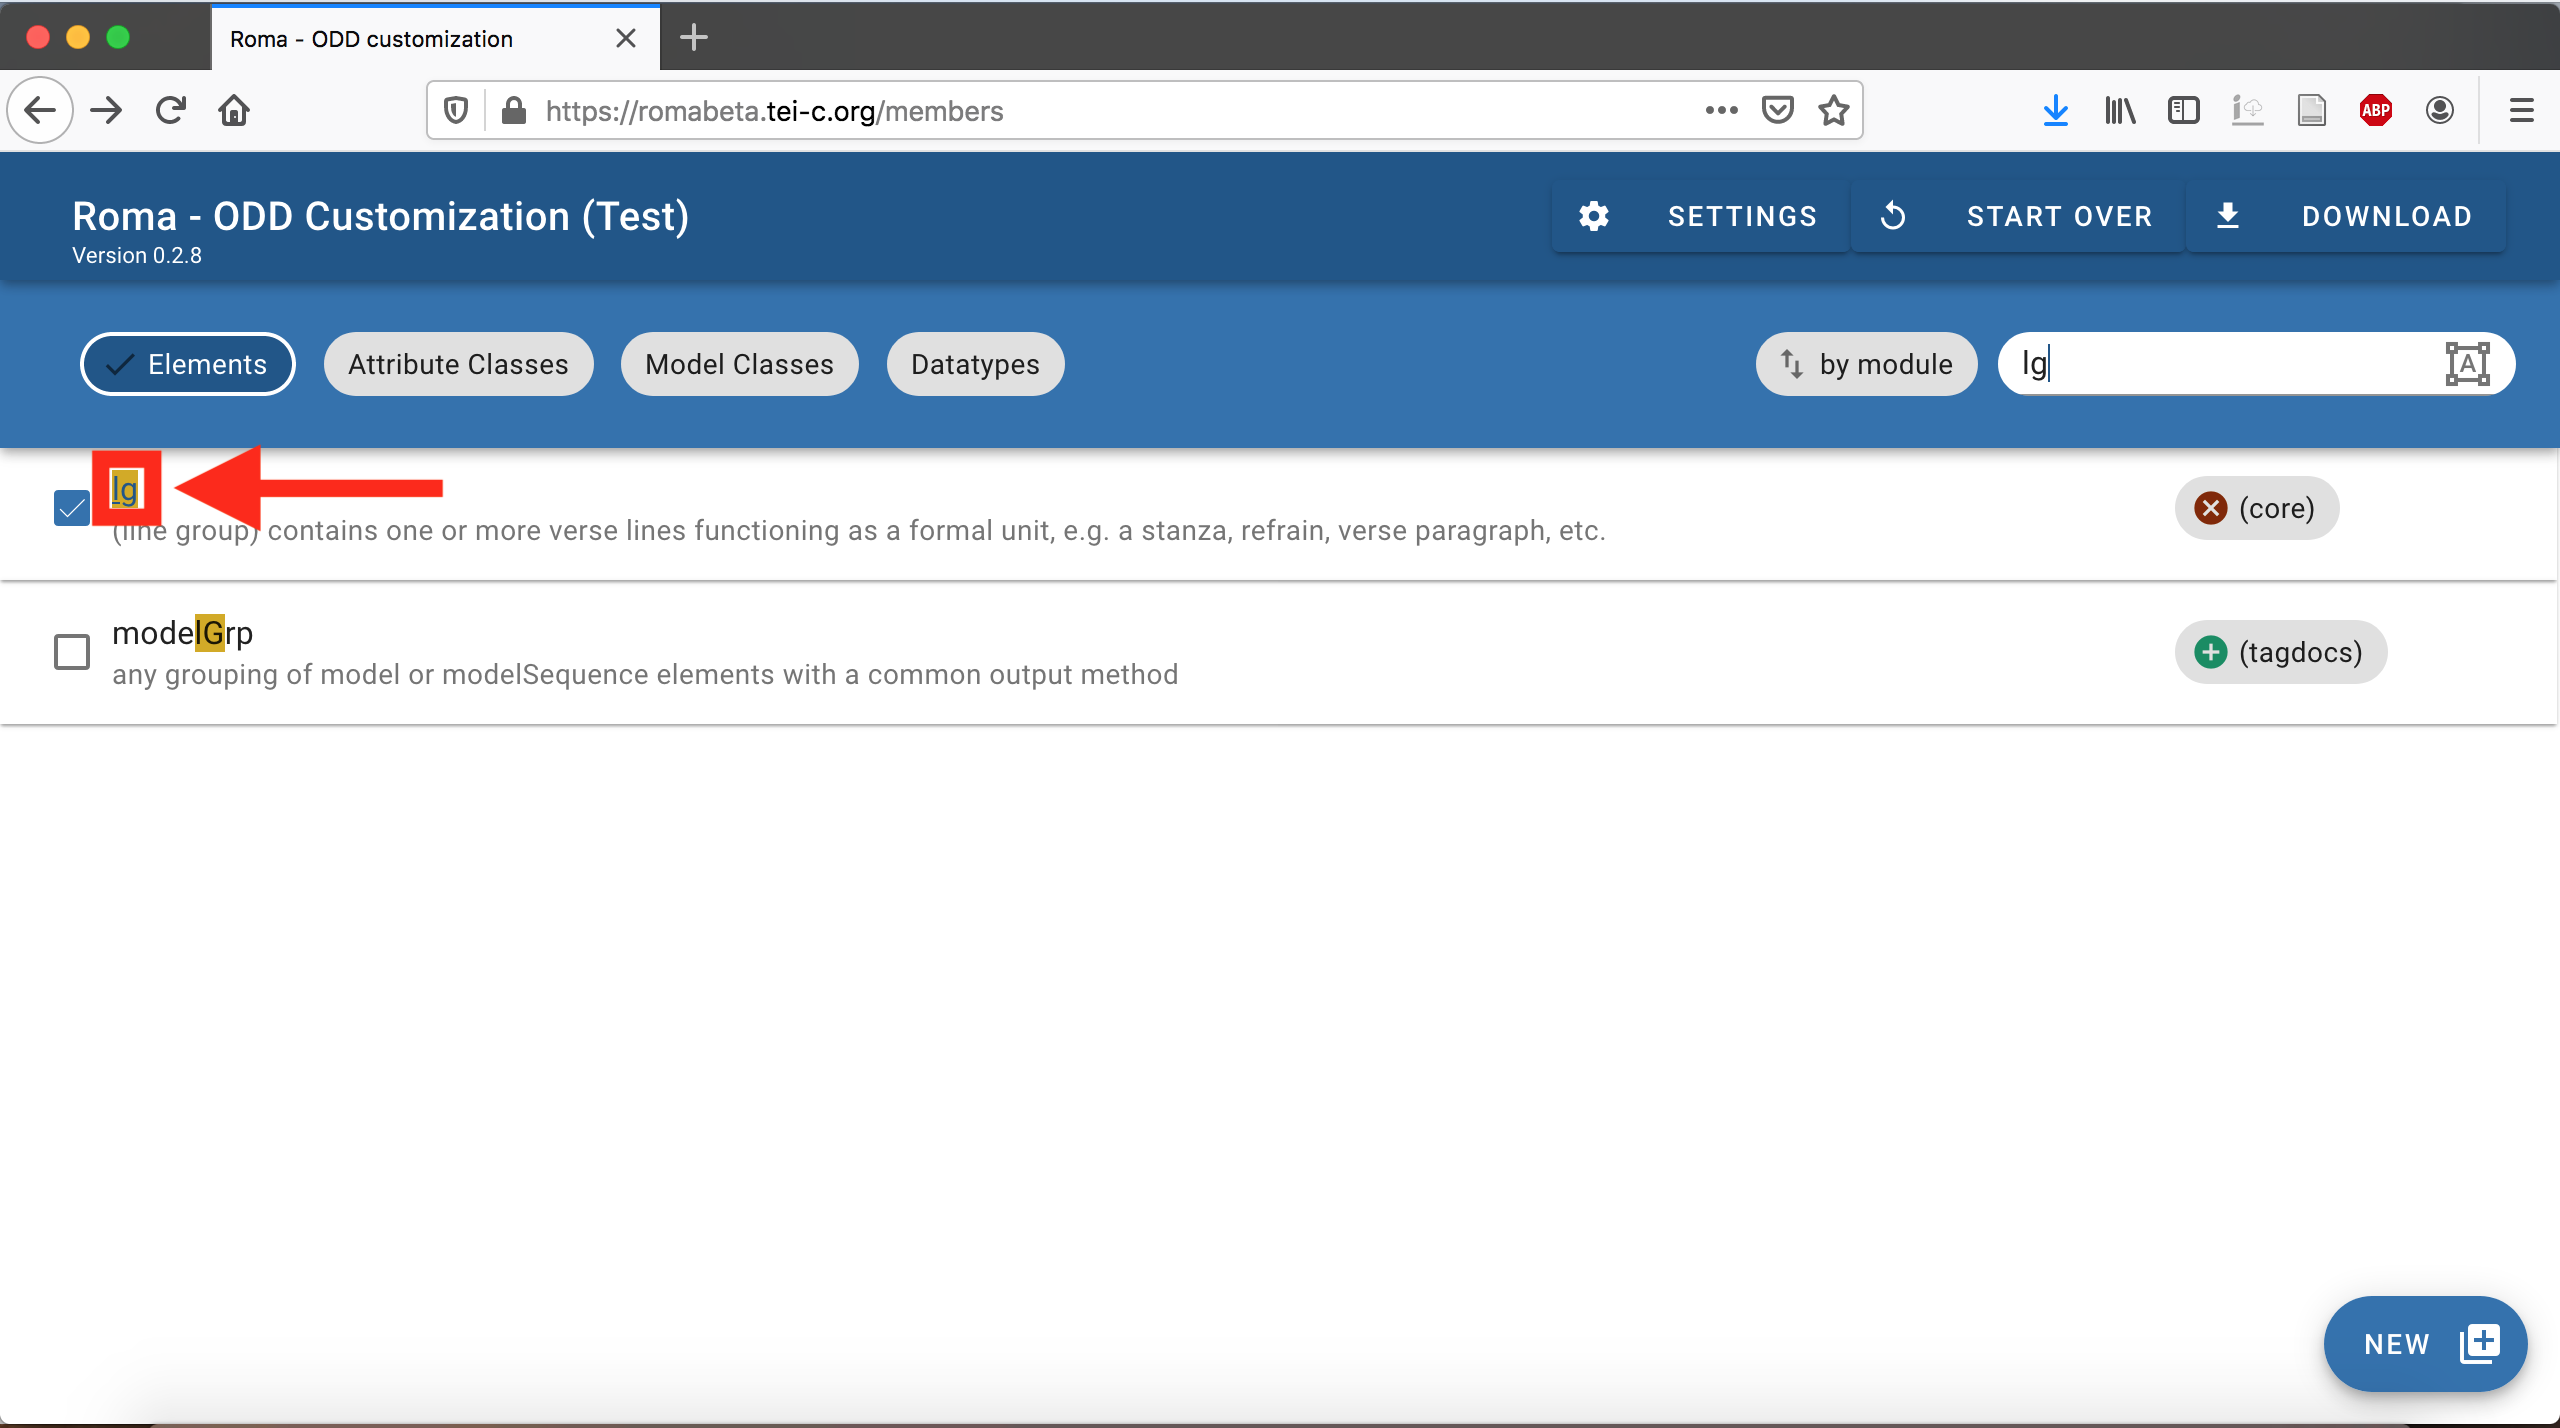 Roma - ODD customization
https://romabeta.tei-c.org/members
ABP
Roma - ODD Customization (Test)
Version 0.2.8
SETTINGS
START OVER
DOWNLOAD
Elements
Attribute Classes
Model Classes
Datatypes
by module
lg
A
lg
(line group) contains one or more verse lines functioning as a formal unit, e.g. a stanza, refrain, verse paragraph, etc.
(core)
modelGrp
any grouping of model or modelSequence elements with a common output method
(tagdocs)
NEW